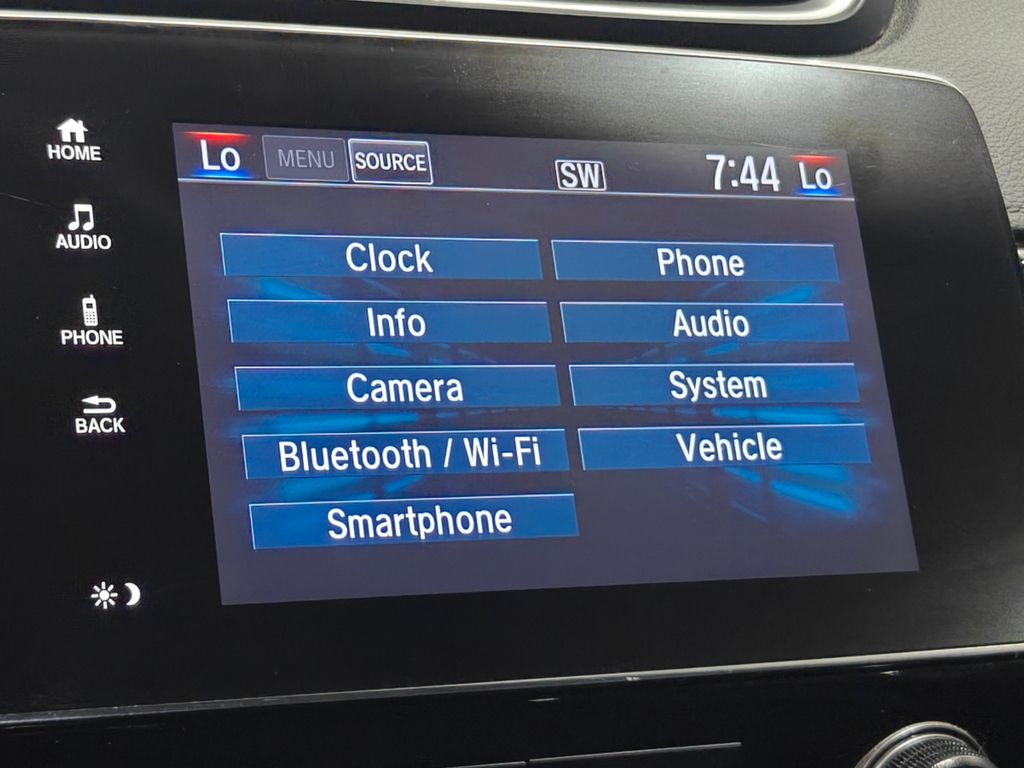 HOME
AUDIO
PHONE
BACK
Lo MENU SOURCE SW 7:44 Lo
Clock Phone
Info Audio
Camera System
Bluetooth / Wi-Fi Vehicle
Smartphone